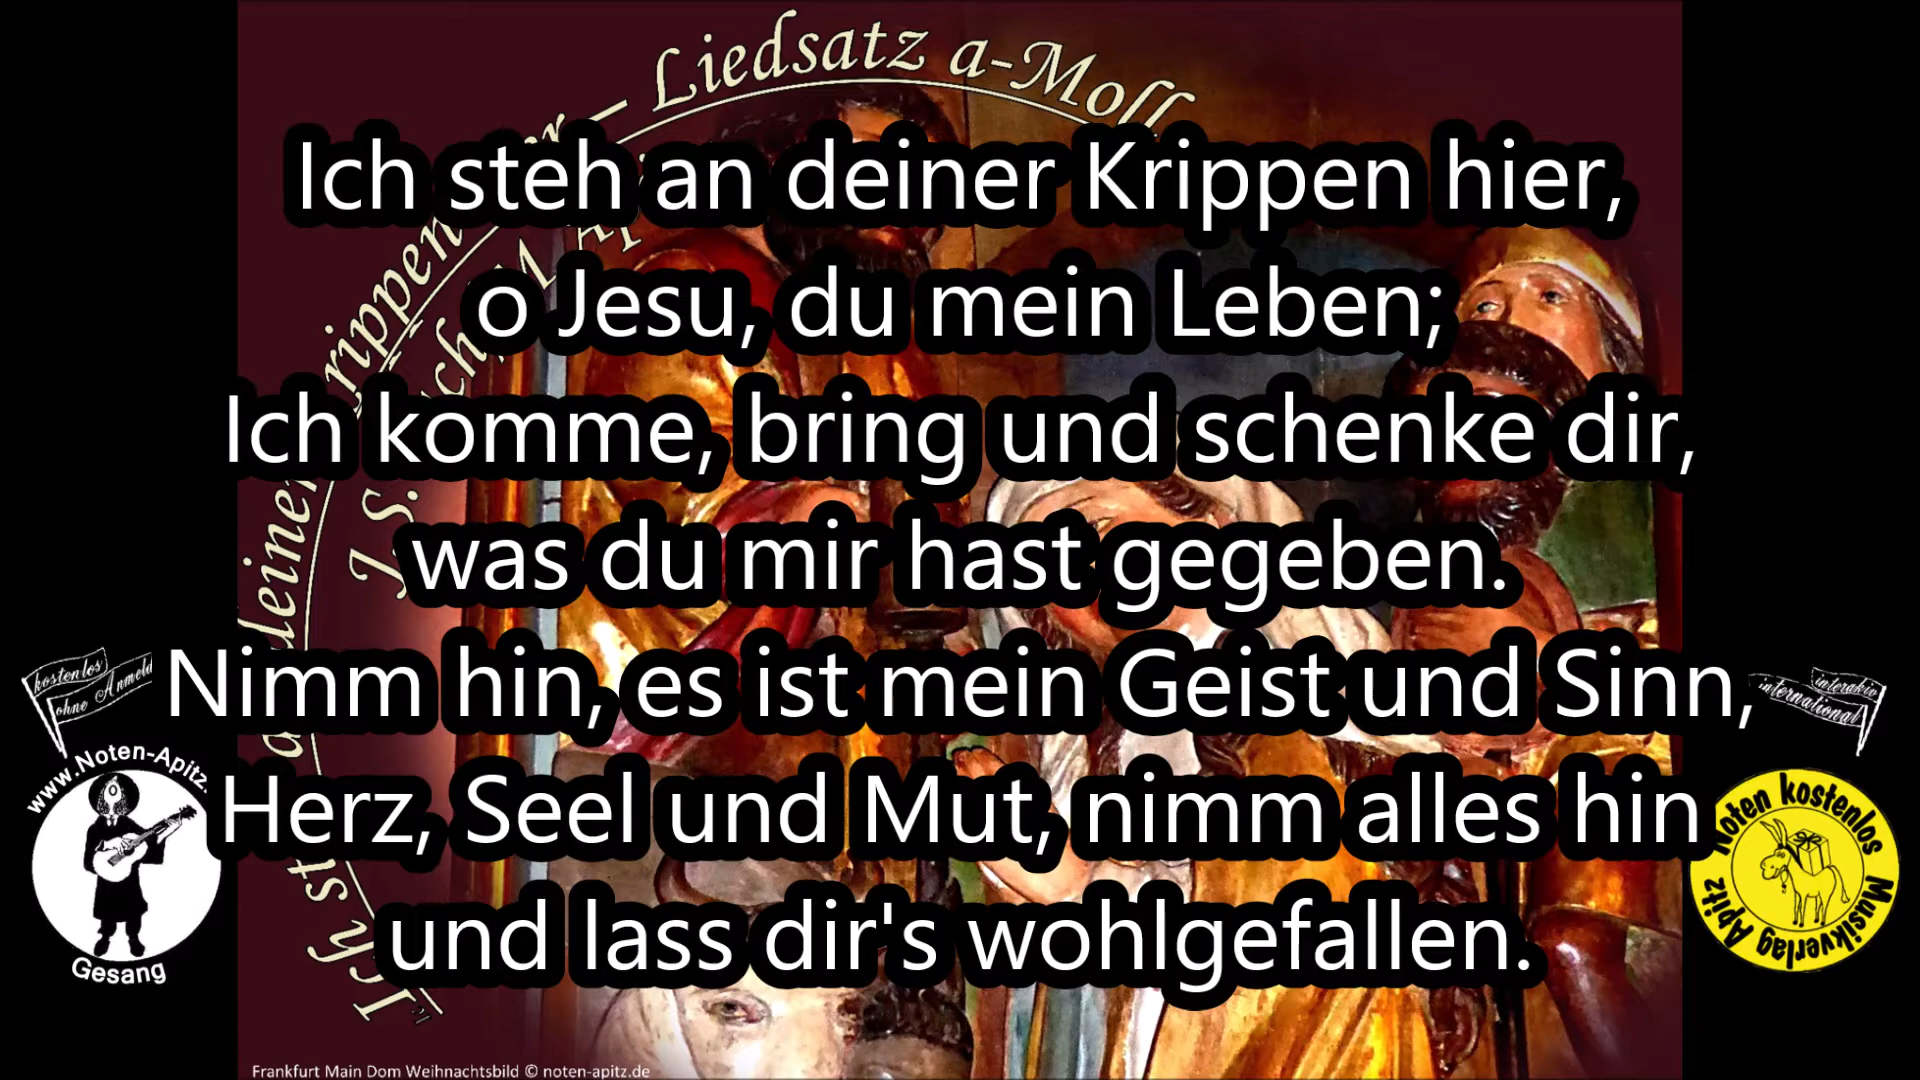 Liedsatz a-Moll
Ich steh an deiner Krippen hier,
o Jesu, du mein Leben;
Ich komme, bring und schenke dir,
was du mir hast gegeben.
Nimm hin, es ist mein Geist und Sinn,
Herz, Seel und Mut, nimm alles hin
und lass dir's wohlgefallen.
kostenlos
ohne
www.Noten-Apitz.
Gesang
interaktiv
international
Noten kostenlos
Musikverlag Apitz
Frankfurt Main Dom Weihnachtsbild © noten-apitz.de